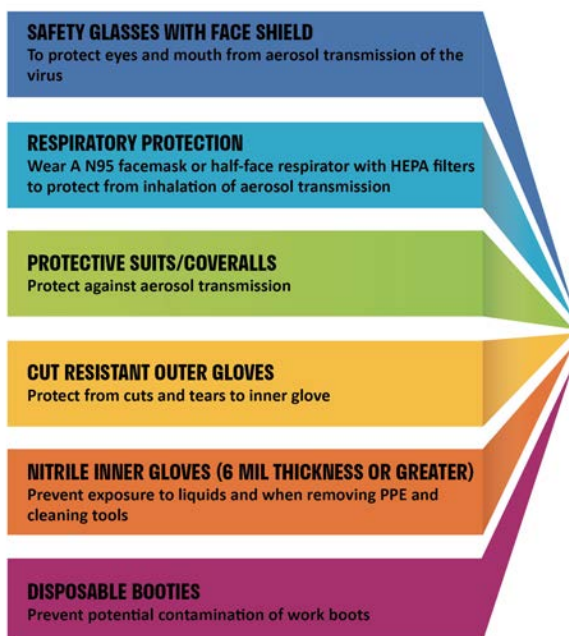 SAFETY GLASSES WITH FACE SHIELD
To protect eyes and mouth from aerosol transmission of the
virus
RESPIRATORY PROTECTION
Wear A N95 facemask or half-face respirator with HEPA filters
to protect from inhalation of aerosol transmission
PROTECTIVE SUITS/COVERALLS
Protect against aerosol transmission
CUT RESISTANT OUTER GLOVES
Protect from cuts and tears to inner glove
NITRILE INNER GLOVES (6 MIL THICKNESS OR GREATER)
Prevent exposure to liquids and when removing PPE and
cleaning tools
DISPOSABLE BOOTIES
Prevent potential contamination of work boots